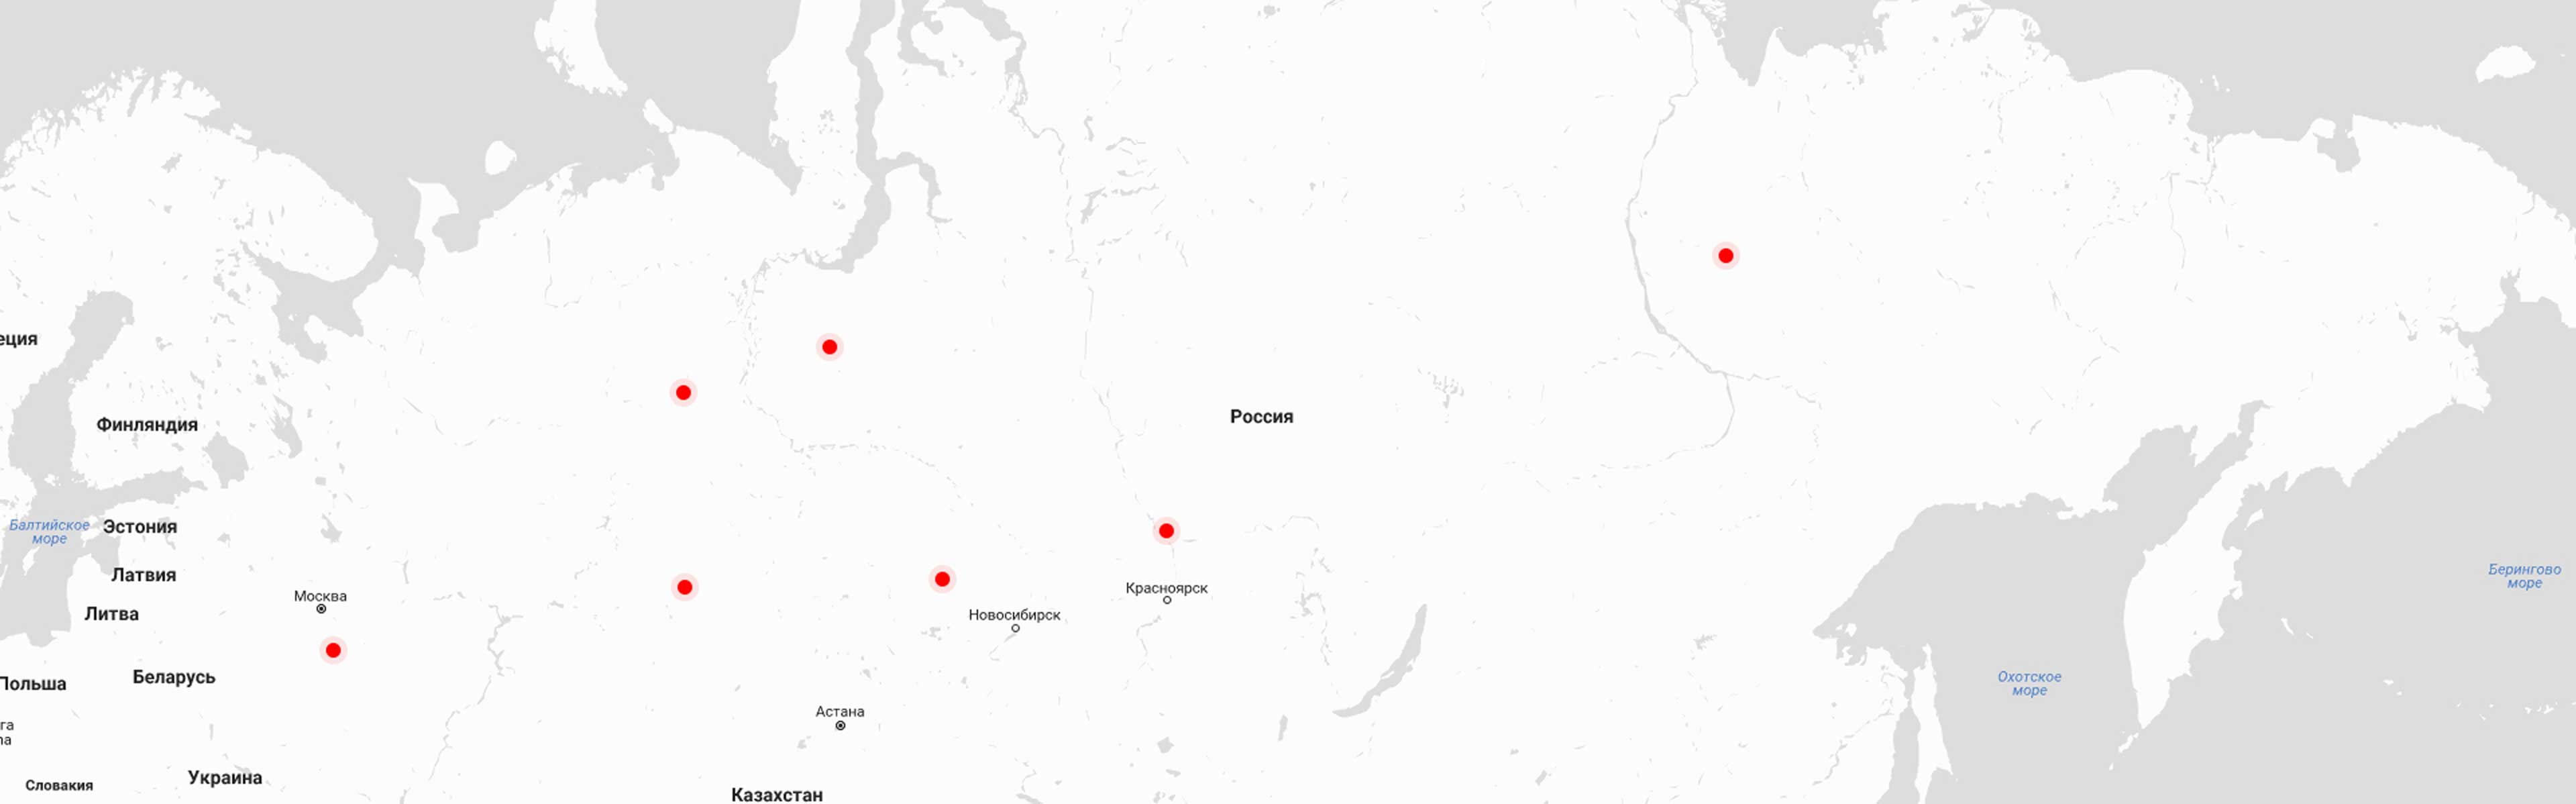 еция
Финляндия
Россия
Балтийское
море
Эстония
Латвия
Литва
Москва
Красноярск
Новосибирск
Берингово
море
Польша
Беларусь
Охотское
море
Астана
га
на
Словакия
Украина
Казахстан